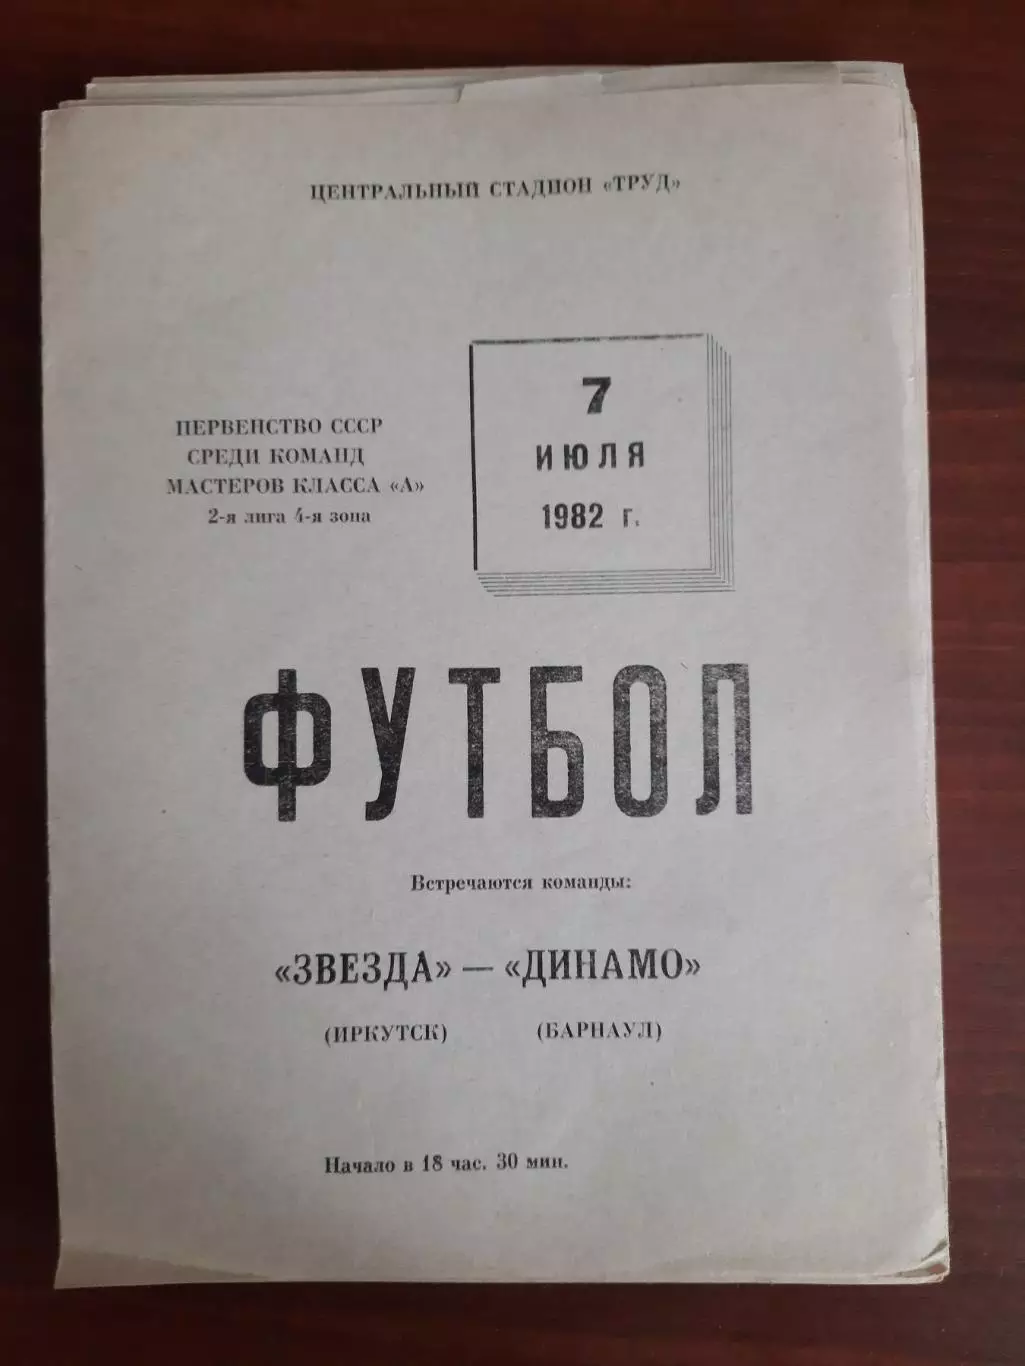 ЦЕНТРАЛЬНЫЙ СТАДИОН «ТРУД»
ПЕРВЕНСТВО СССР
СРЕДИ КОМАНД
МАСТЕРОВ КЛАССА «А»
2-я лига 4-я зона
7
ИЮЛЯ
1982 г.
ФУТБОЛ
Встречаются команды:
«ЗВЕЗДА» — «ДИНАМО»
(ИРКУТСК) (БАРНАУЛ)
Начало в 18 час. 30 мин.